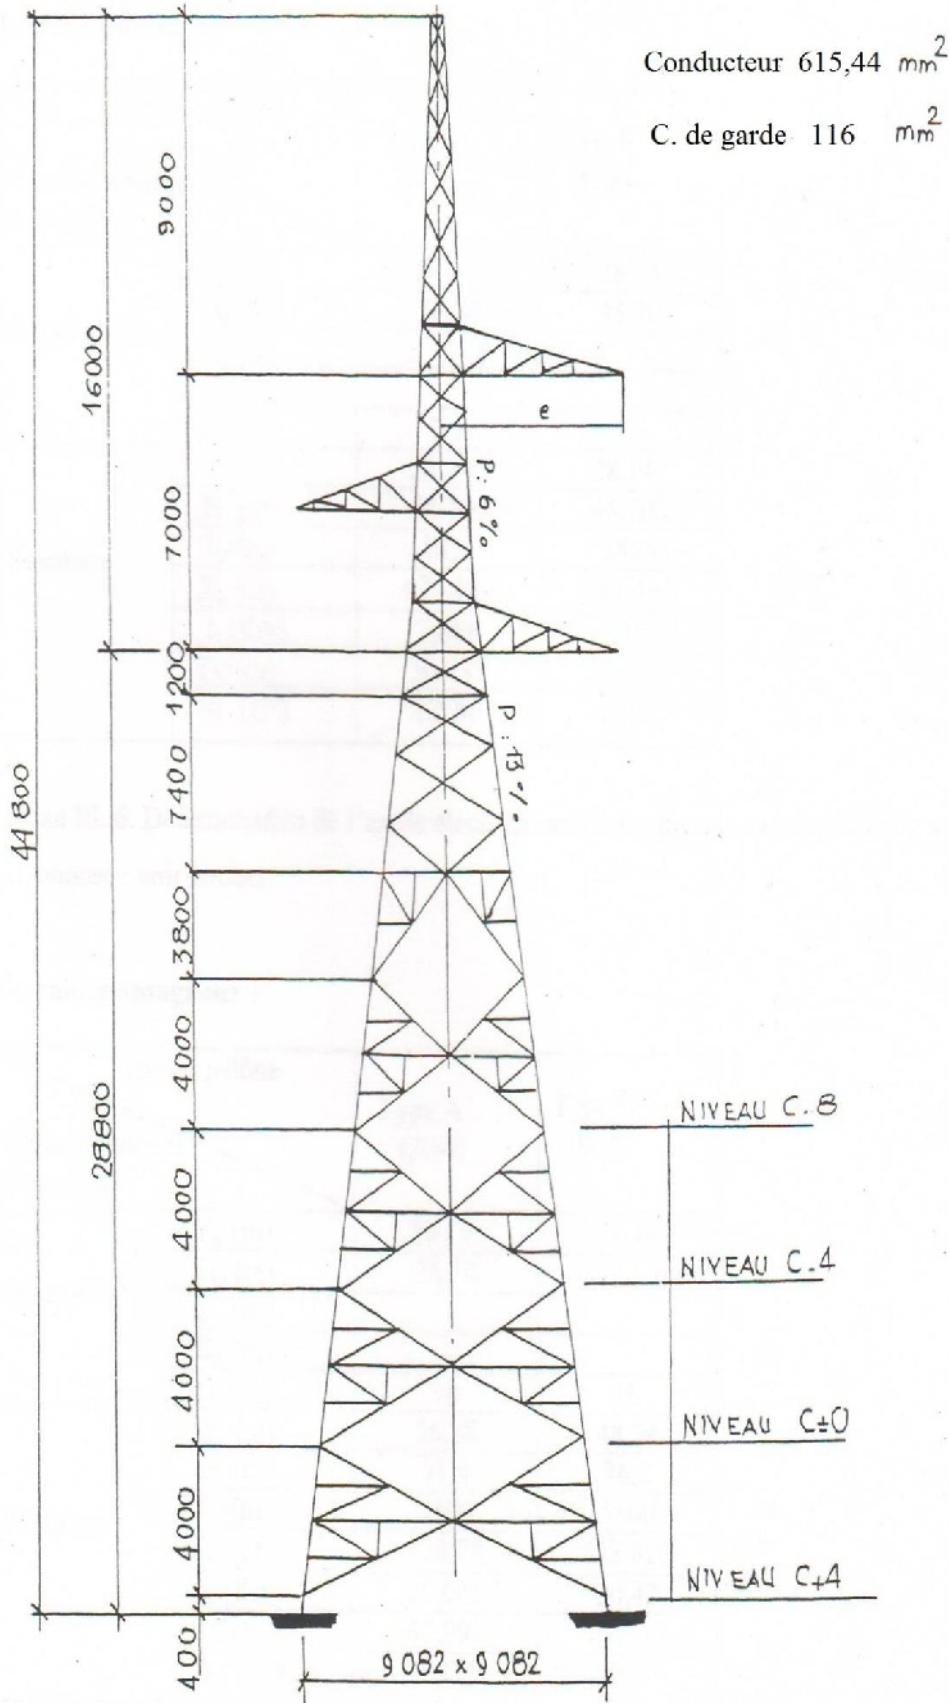 Conducteur 615,44 mm²
C. de garde 116 mm²
9000
16000
e
P: 6%
7000
1200
P: 13%
7400
44800
3800
4000
28800
NIVEAU C-8
4000
NIVEAU C-4
4000
NIVEAU C±0
4000
NIVEAU C+4
400
9082 x 9082